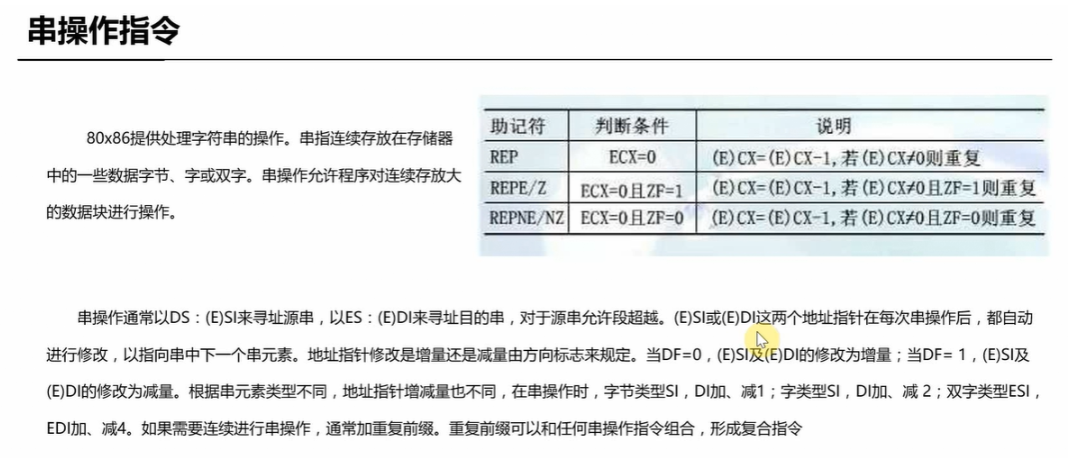 串操作指令
80x86提供处理字符串的操作。串指连续存放在存储器
中的一些数据字节、字或双字。串操作允许程序对连续存放大
的数据块进行操作。
助记符 判断条件 说明
REP ECX=0 (E)CX=(E)CX-1,若(E)CX≠0则重复
REPE/Z ECX=0且ZF=1 (E)CX=(E)CX-1,若(E)CX≠0且ZF=1则重复
REPNE/NZ ECX=0且ZF=0 (E)CX=(E)CX-1,若(E)CX≠0且ZF=0则重复
串操作通常以DS：(E)SI来寻址源串，以ES：(E)DI来寻址目的串，对于源串允许段超越。(E)SI或(E)DI这两个地址指针在每次串操作后，都自动
进行修改，以指向串中下一个串元素。地址指针修改是增量还是减量由方向标志来规定。当DF=0，(E)SI及(E)DI的修改为增量；当DF= 1，(E)SI及
(E)DI的修改为减量。根据串元素类型不同，地址指针增减量也不同，在串操作时，字节类型SI，DI加、减1；字类型SI，DI加、减 2；双字类型ESI，
EDI加、减4。如果需要连续进行串操作，通常加重复前缀。重复前缀可以和任何串操作指令组合，形成复合指令